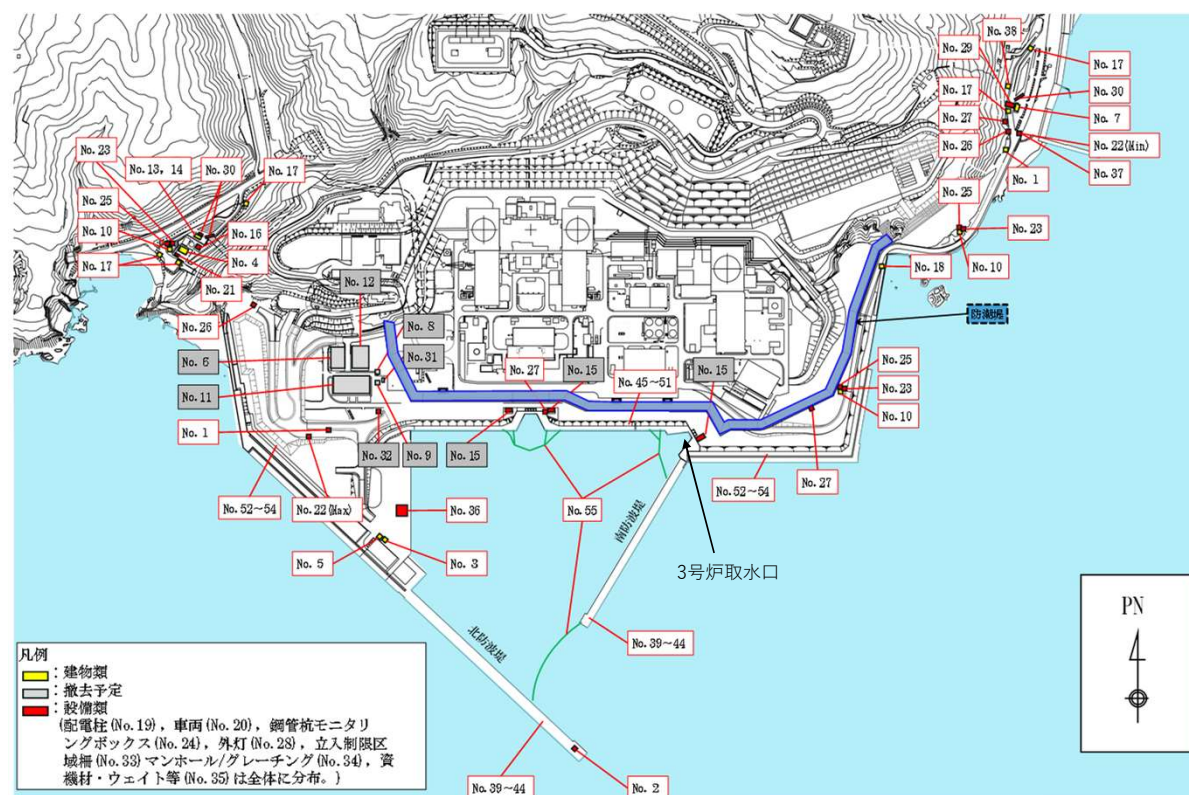 No.38
No.29
No.17
No.17
No.30
No.27
No.7
No.26
No.22(Min)
No.1
No.37
No.23
No.13, 14
No.30
No.17
No.25
No.10
No.16
No.4
No.17
No.21
No.26
No.25
No.23
No.10
No.18
防潮堤
No.12
No.8
No.6
No.31
No.11
No.27
No.15
No.45~51
No.15
No.25
No.23
No.10
No.1
No.32
No.9
No.15
No.52~54
No.22(Max)
No.36
No.55
No.52~54
No.27
南防波堤
3号炉取水口
No.5
No.3
No.39~44
北防波堤
No.39~44
No.2
PN
凡例
:建物類
:撤去予定
:設備類
(配電柱(No.19),車両(No.20),鋼管杭モニタリ
ングボックス(No.24),外灯(No.28),立入制限区
域柵(No.33)マンホール/グレーチング(No.34),資
機材・ウェイト等(No.35)は全体に分布。)